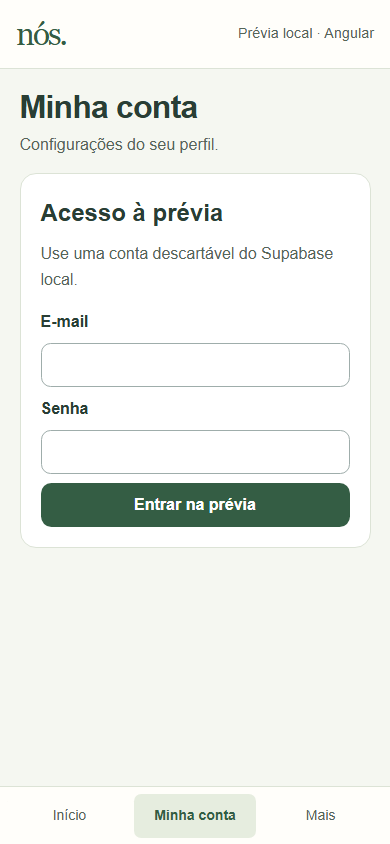 nós.
Prévia local · Angular
Minha conta
Configurações do seu perfil.
Acesso à prévia
Use uma conta descartável do Supabase
local.
E-mail
Senha
Entrar na prévia
Início
Minha conta
Mais